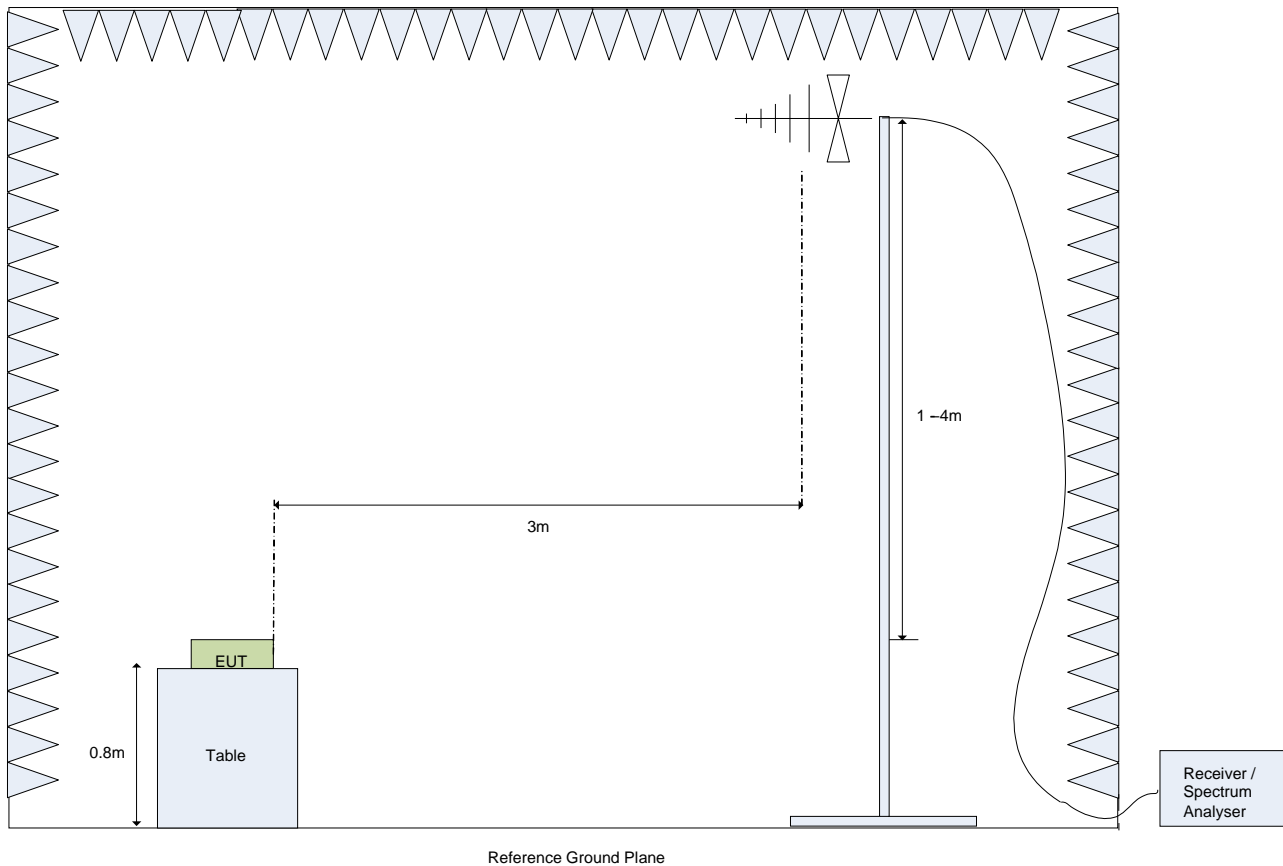 1 –4m
3m
EUT
0.8m
Table
Receiver /
Spectrum
Analyser
Reference Ground Plane